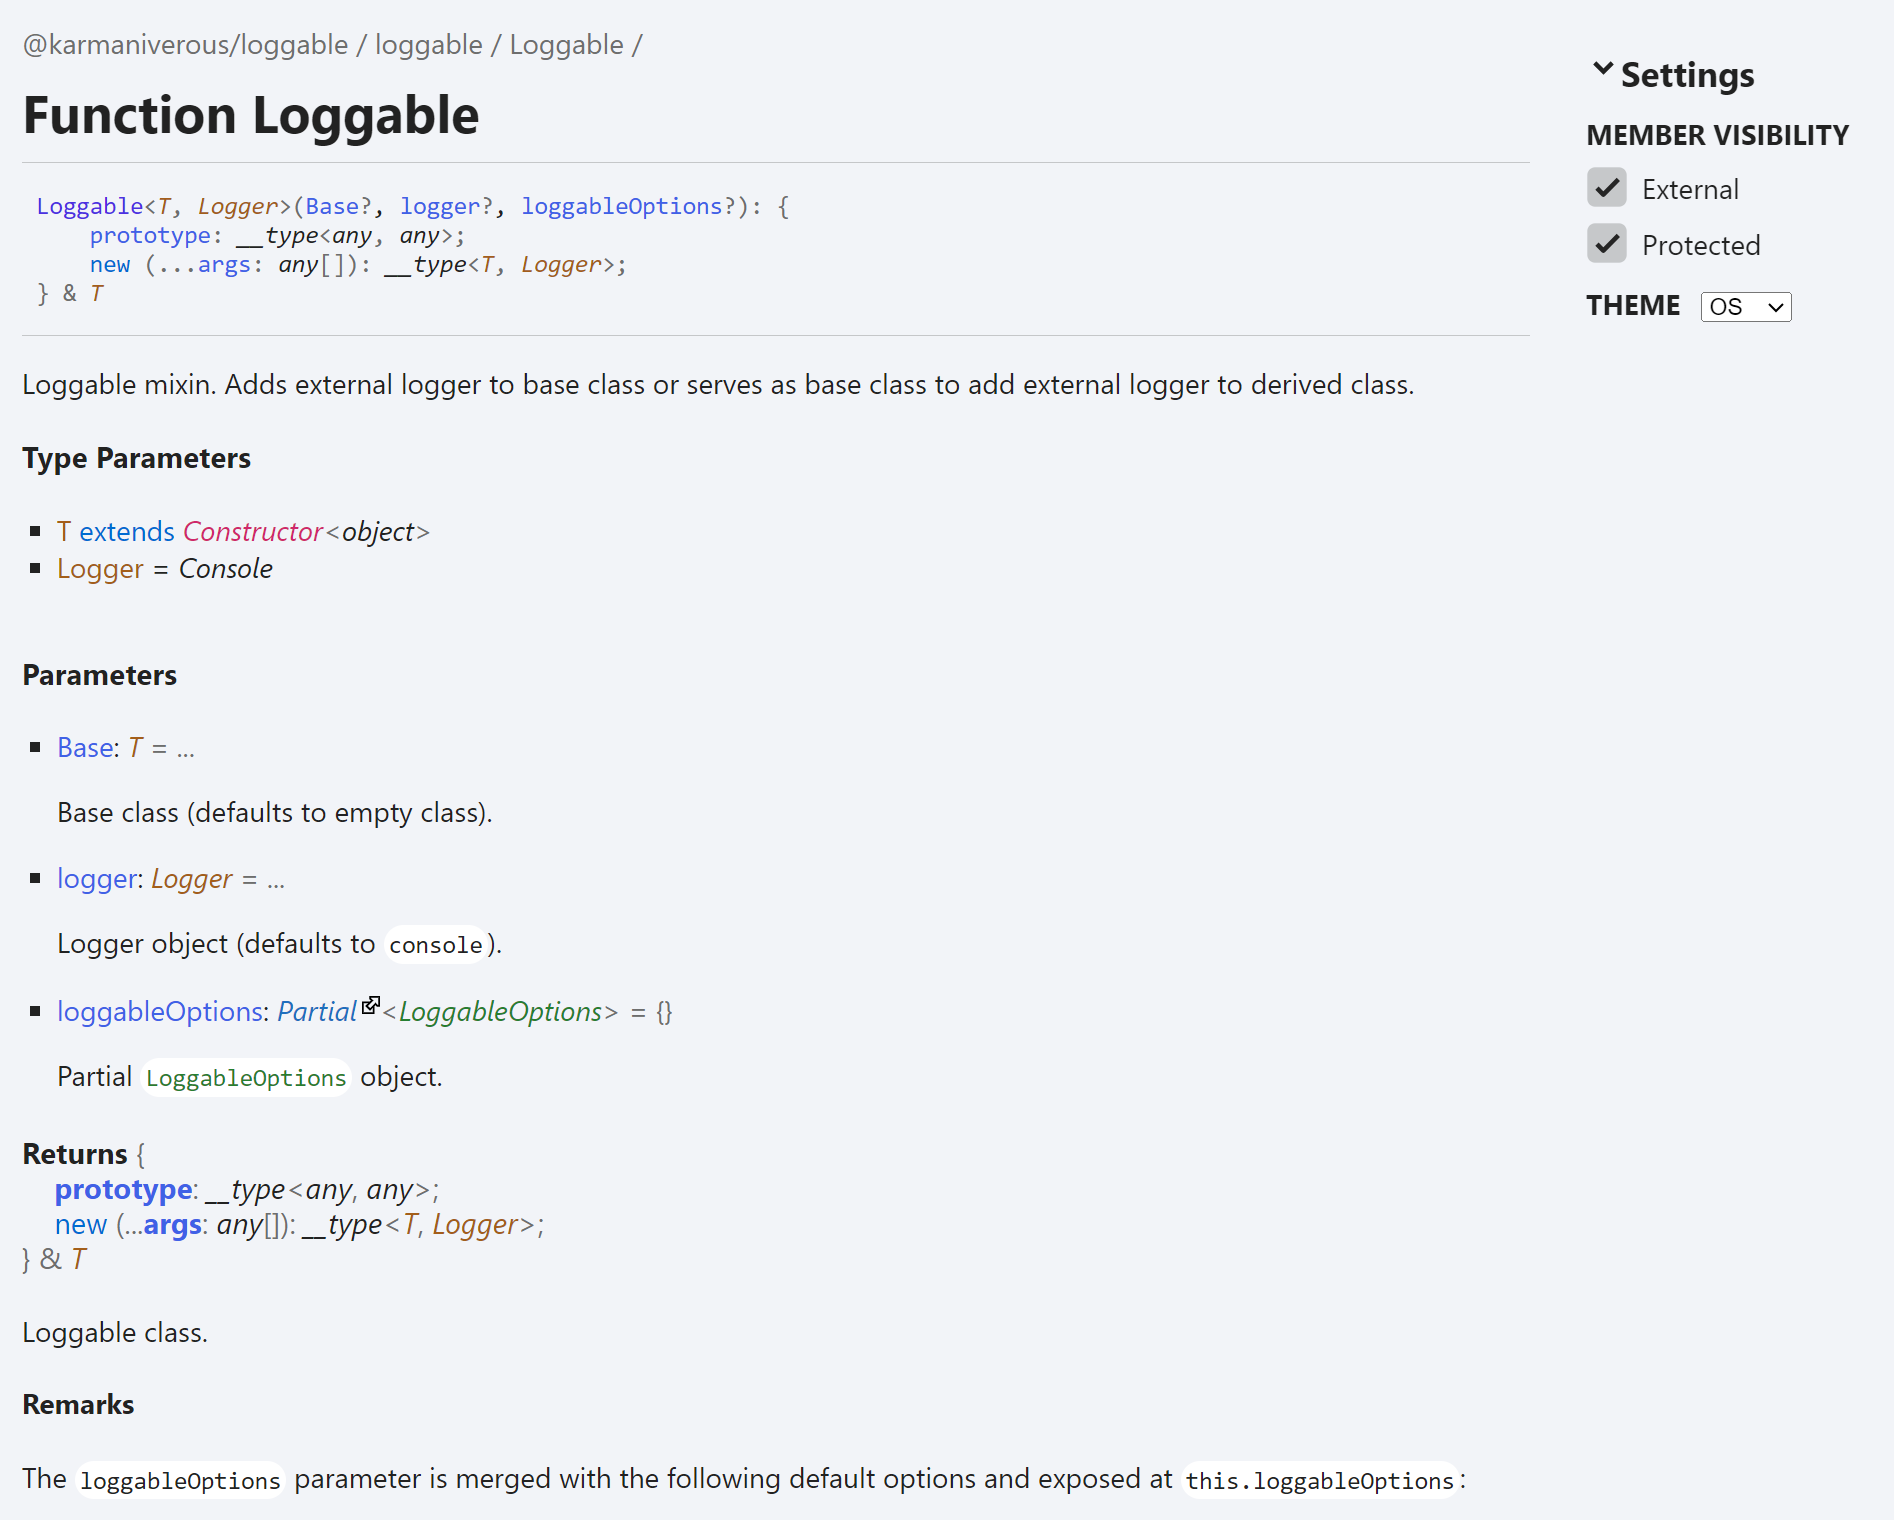 @karmaniverous/loggable / loggable / Loggable /
Function Loggable
Loggable<T, Logger>(Base?, logger?, loggableOptions?): {
    prototype: __type<any, any>;
    new (...args: any[]): __type<T, Logger>;
} & T
Loggable mixin. Adds external logger to base class or serves as base class to add external logger to derived class.
Type Parameters
T extends Constructor<object>
Logger = Console
Parameters
Base: T = ...
Base class (defaults to empty class).
logger: Logger = ...
Logger object (defaults to console).
loggableOptions: Partial<LoggableOptions> = {}
Partial LoggableOptions object.
Returns {
    prototype: __type<any, any>;
    new (...args: any[]): __type<T, Logger>;
} & T
Loggable class.
Remarks
The loggableOptions parameter is merged with the following default options and exposed at this.loggableOptions:
Settings
MEMBER VISIBILITY
External
Protected
THEME OS